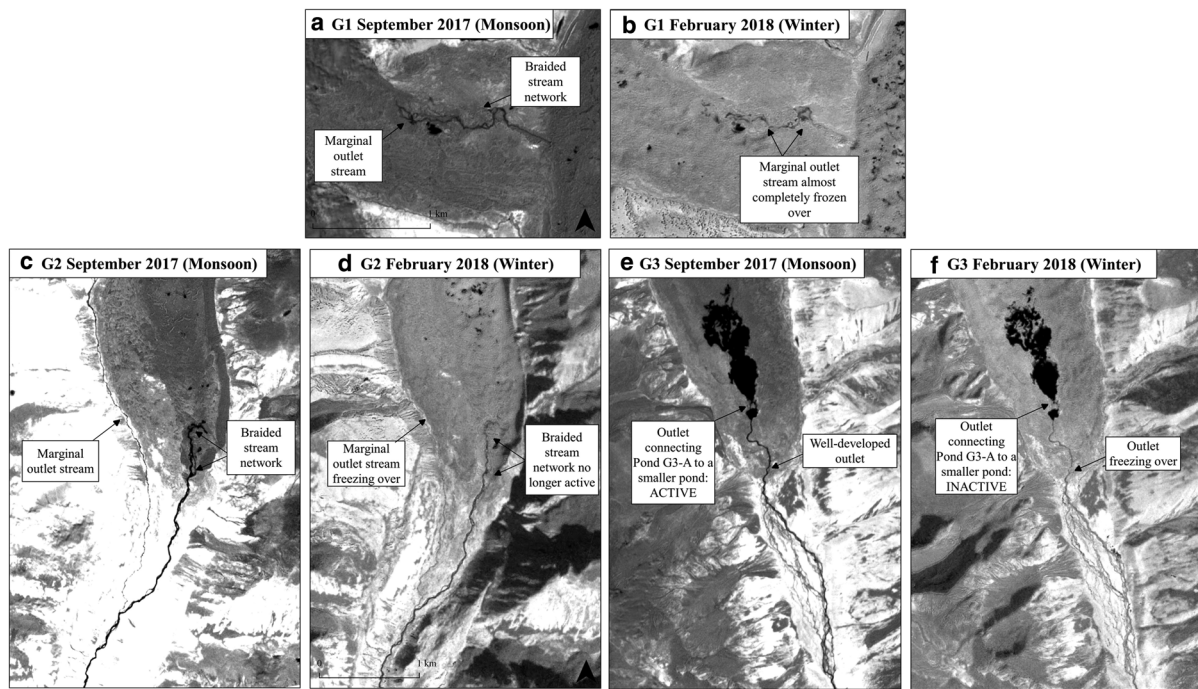 a G1 September 2017 (Monsoon)
Braided
stream
network
Marginal
outlet
stream
0 1 km
b G1 February 2018 (Winter)
Marginal outlet
stream almost
completely frozen
over
c G2 September 2017 (Monsoon)
Marginal
outlet stream
Braided
stream
network
d G2 February 2018 (Winter)
Marginal
outlet stream
freezing over
Braided
stream
network no
longer active
0 1 km
e G3 September 2017 (Monsoon)
Outlet
connecting
Pond G3-A to a
smaller pond:
ACTIVE
Well-developed
outlet
f G3 February 2018 (Winter)
Outlet
connecting
Pond G3-A to a
smaller pond:
INACTIVE
Outlet
freezing over